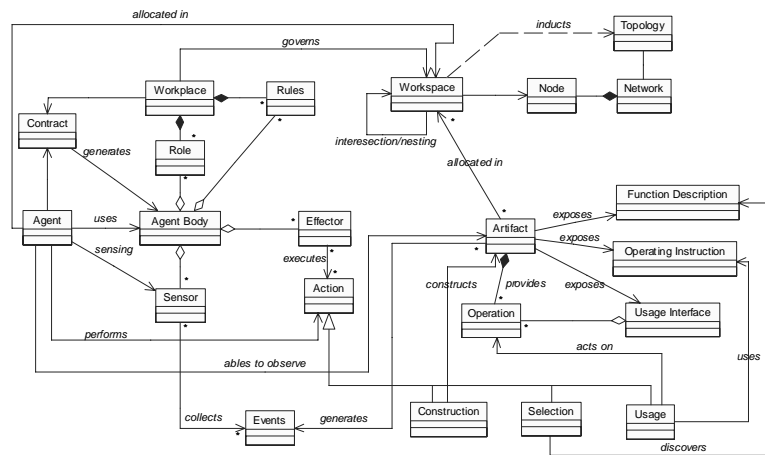 allocated in
inducts
Topology
governs
Workplace
Rules
Workspace
Node
Network
*
*
Contract
generates
*
Role
*
interesection/nesting
*
allocated in
Function Description
*
Agent
uses
Agent Body
*
Effector
*
Artifact
*
exposes
exposes
Operating Instruction
sensing
executes
*
Action
constructs
provides
exposes
Sensor
*
*
Operation
*
Usage Interface
performs
acts on
uses
ables to observe
collects
*
Events
generates
Construction
Selection
Usage
discovers